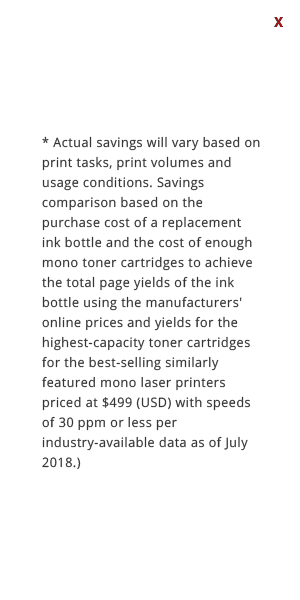 X
* Actual savings will vary based on
print tasks, print volumes and
usage conditions. Savings
comparison based on the
purchase cost of a replacement
ink bottle and the cost of enough
mono toner cartridges to achieve
the total page yields of the ink
bottle using the manufacturers'
online prices and yields for the
highest-capacity toner cartridges
for the best-selling similarly
featured mono laser printers
priced at $499 (USD) with speeds
of 30 ppm or less per
industry-available data as of July
2018.)